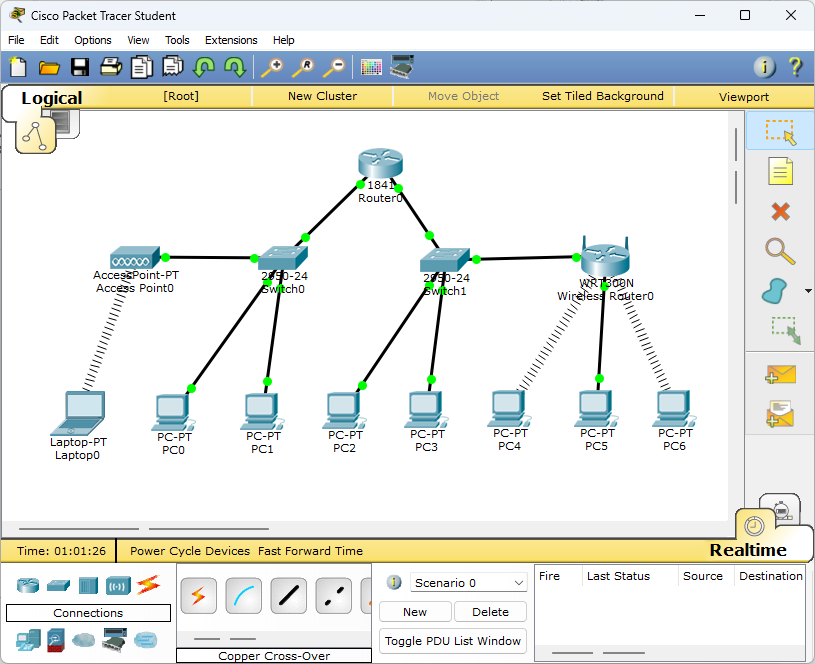 Cisco Packet Tracer Student
File Edit Options View Tools Extensions Help
Logical [Root] New Cluster Move Object Set Tiled Background Viewport
1841
Router0
AccessPoint-PT
Access Point0
2950-24
Switch0
2950-24
Switch1
WRT300N
Wireless Router0
Laptop-PT
Laptop0
PC-PT
PC0
PC-PT
PC1
PC-PT
PC2
PC-PT
PC3
PC-PT
PC4
PC-PT
PC5
PC-PT
PC6
Time: 01:01:26 Power Cycle Devices Fast Forward Time Realtime
Connections
Copper Cross-Over
Scenario 0
New Delete
Toggle PDU List Window
Fire Last Status Source Destination